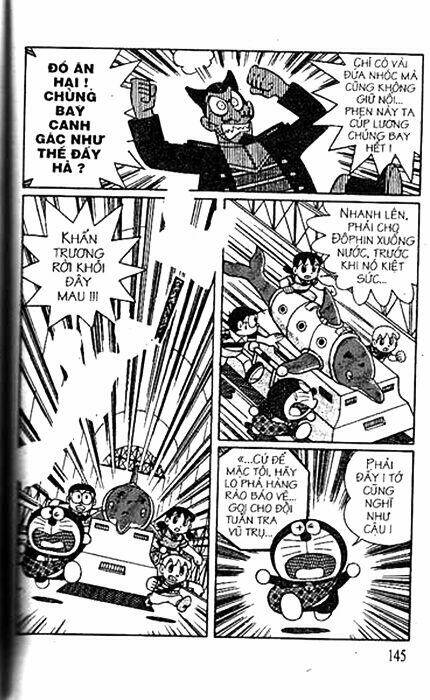 ĐỒ ĂN
HẠI!
CHÚNG
BAY
CANH
GÁC NHƯ
THẾ ĐẤY
HẢ?
CHỈ CÓ VÀI
ĐỨA NHÓC MÀ
CŨNG KHÔNG
GIỮ NỔI...
PHEN NÀY TA
CÚP LƯƠNG
CHÚNG BAY
HẾT!
KHẨN
TRƯƠNG
RỜI KHỎI
ĐÂY
MAU!!!
NHANH LÊN,
PHẢI CHO
ĐÔPHIN XUỐNG
NƯỚC, TRƯỚC
KHI NÓ KIỆT
SỨC...
«...CỨ ĐỂ
MẶC TÔI, HÃY
LO PHÁ HÀNG
RÀO BẢO VỆ...
GỌI CHO ĐỘI
TUẦN TRA
VŨ TRỤ...
PHẢI
ĐẤY! TỚ
CŨNG
NGHĨ
NHƯ
CẬU!
145